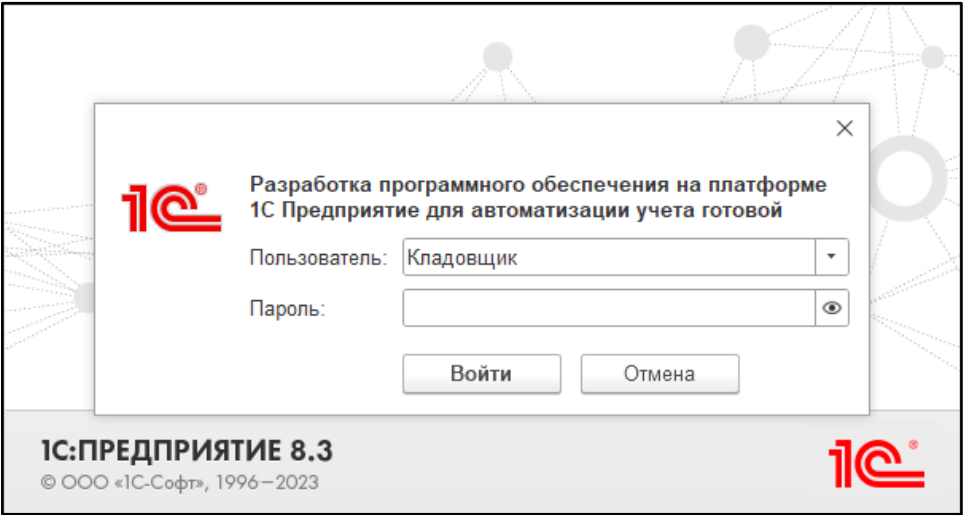 1С®
Разработка программного обеспечения на платформе
1С Предприятие для автоматизации учета готовой
Пользователь: Кладовщик
Пароль:
Войти Отмена
1С:ПРЕДПРИЯТИЕ 8.3
© ООО «1С-Софт», 1996–2023
1С®